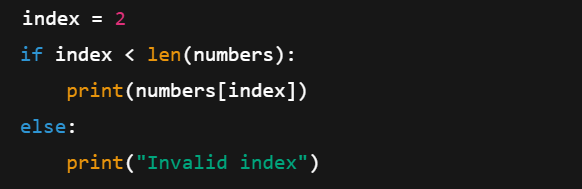 index = 2
if index < len(numbers):
    print(numbers[index])
else:
    print("Invalid index")